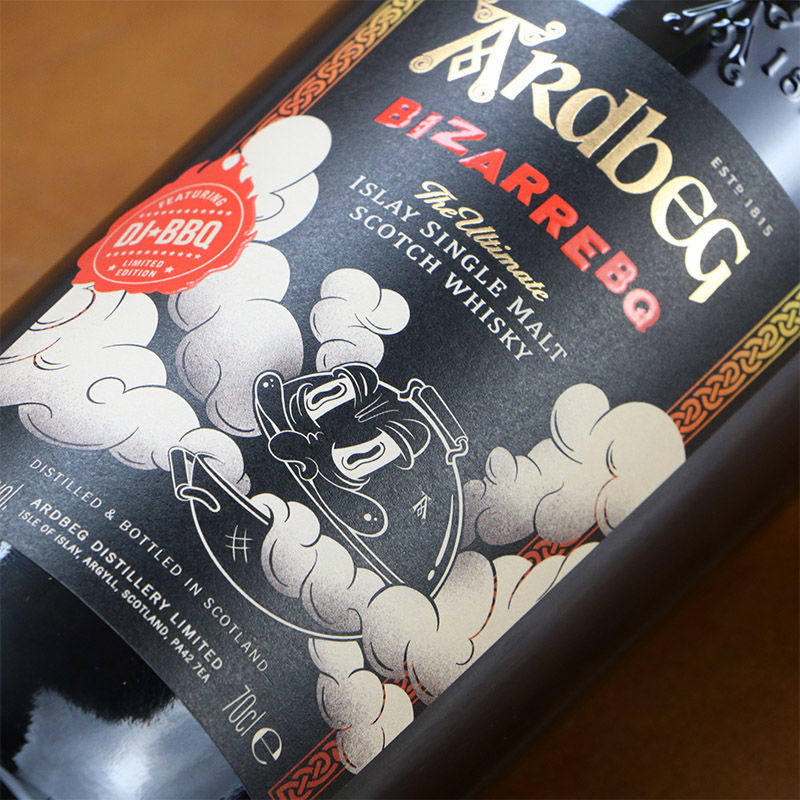 ARDBEG
ESTD 1815
BIZARREBQ
The Ultimate
ISLAY SINGLE MALT
SCOTCH WHISKY
FEATURING
DJ★BBQ
LIMITED
EDITION
DISTILLED & BOTTLED IN SCOTLAND
ARDBEG DISTILLERY LIMITED
ISLE OF ISLAY, ARGYLL, SCOTLAND, PA42 7EA
70cl e